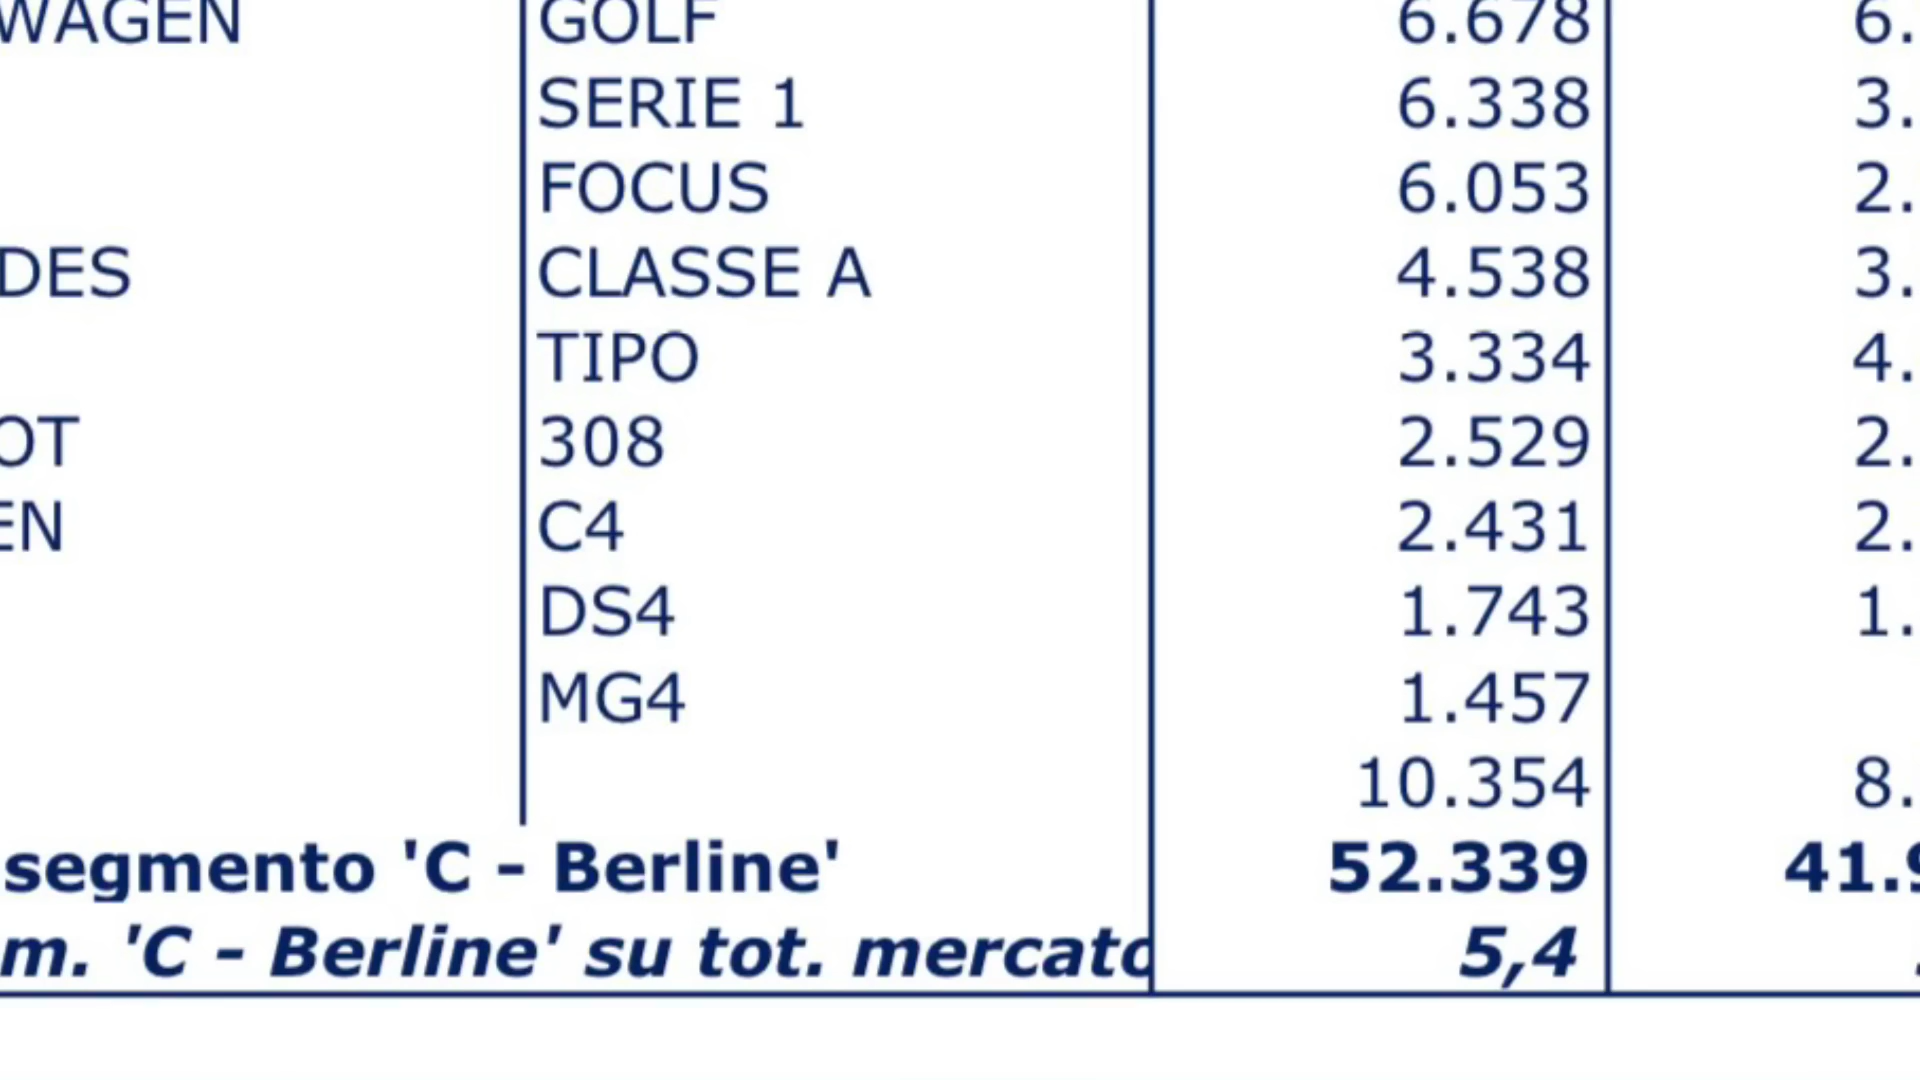 WAGEN GOLF 6.678 6.
SERIE 1 6.338 3.
FOCUS 6.053 2.
DES CLASSE A 4.538 3.
TIPO 3.334 4.
OT 308 2.529 2.
EN C4 2.431 2.
DS4 1.743 1.
MG4 1.457
10.354 8.
segmento 'C - Berline' 52.339 41.9
m. 'C - Berline' su tot. mercato 5,4